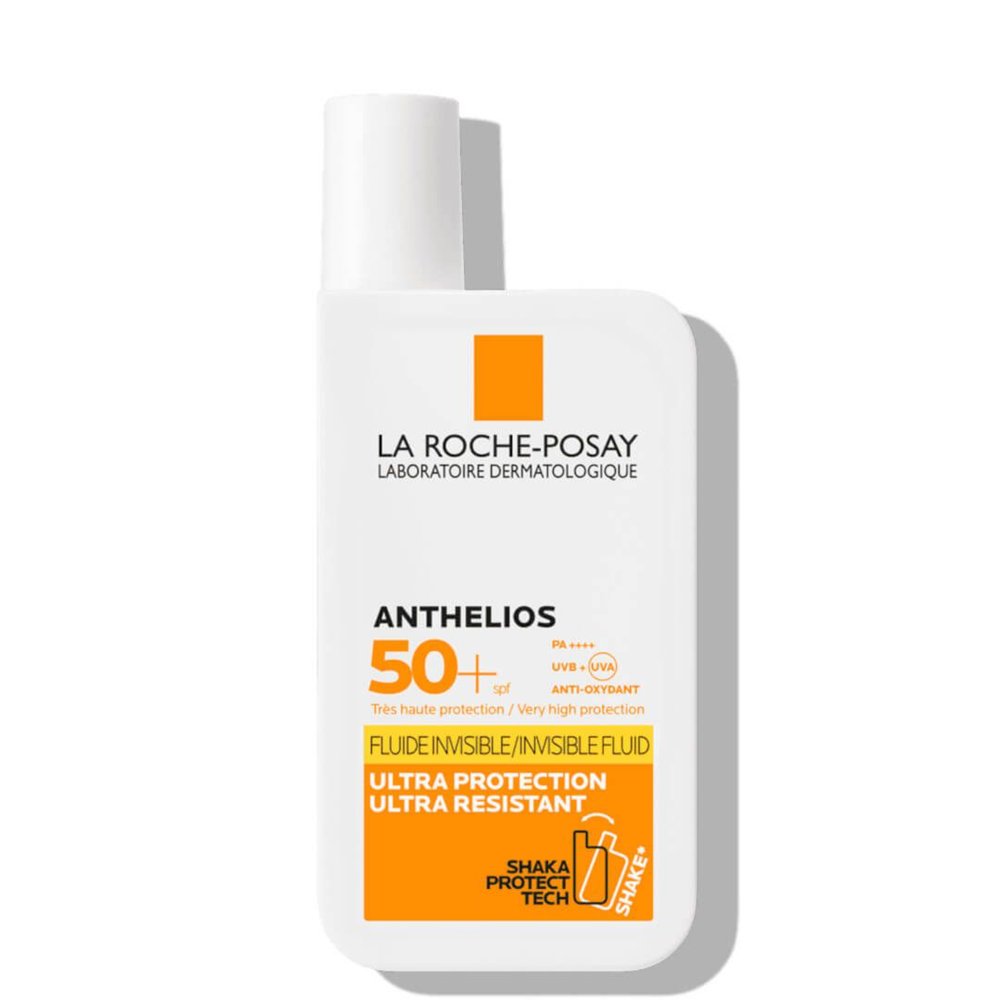 LA ROCHE-POSAY
LABORATOIRE DERMATOLOGIQUE
ANTHELIOS
50+ spf
PA ++++
UVB + UVA
ANTI-OXYDANT
Très haute protection / Very high protection
FLUIDE INVISIBLE/INVISIBLE FLUID
ULTRA PROTECTION
ULTRA RESISTANT
SHAKA
PROTECT
TECH
SHAKE*